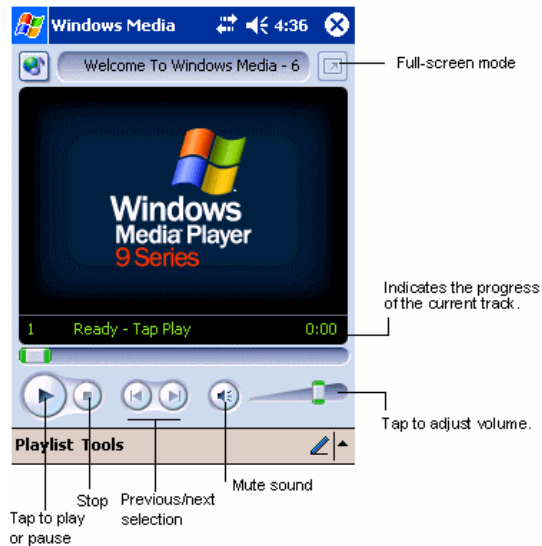 Windows Media 4:36
Welcome To Windows Media - 6
Full-screen mode
Windows
Media Player
9 Series
Indicates the progress
of the current track.
1 Ready - Tap Play 0:00
Tap to adjust volume.
Playlist Tools
Mute sound
Stop
Previous/next
selection
Tap to play
or pause